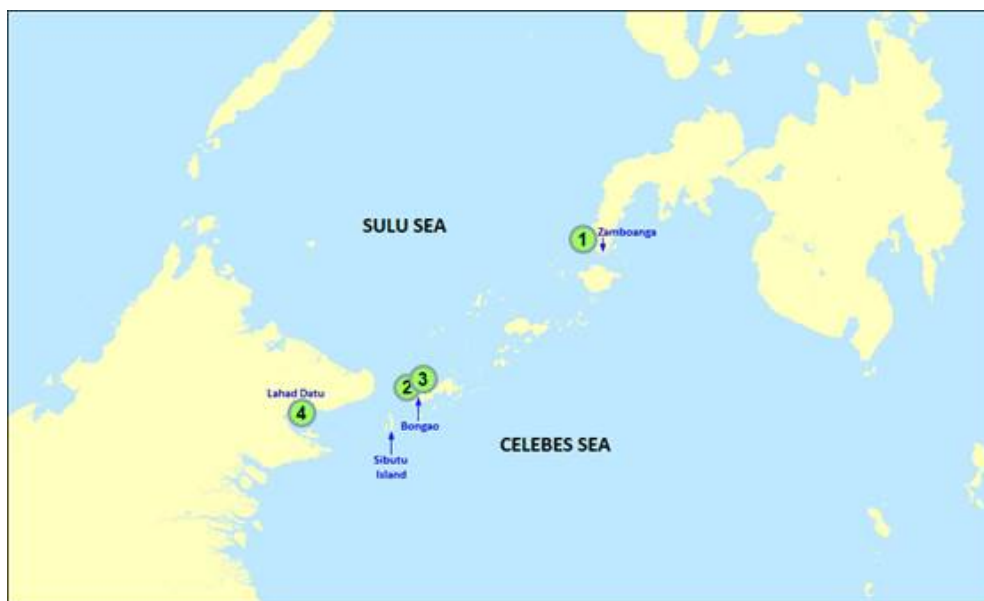 SULU SEA
1
Zamboanga
2
3
Lahad Datu
4
Bongao
Sibutu
Island
CELEBES SEA